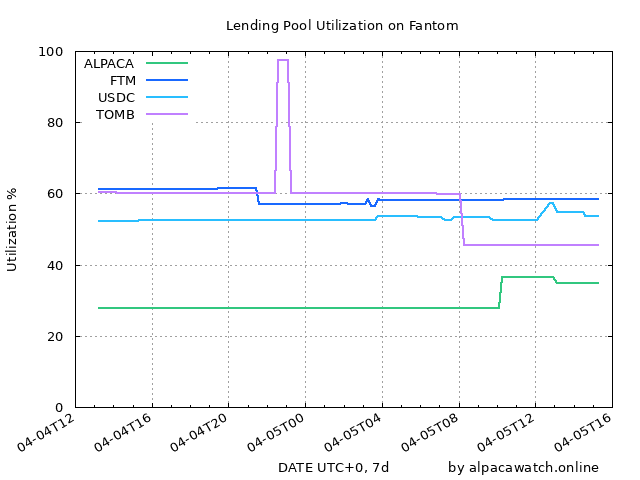 Lending Pool Utilization on Fantom
100
80
60
40
20
0
Utilization %
ALPACA
FTM
USDC
TOMB
04-04T12
04-04T16
04-04T20
04-05T00
04-05T04
04-05T08
04-05T12
04-05T16
DATE UTC+0, 7d
by alpacawatch.online